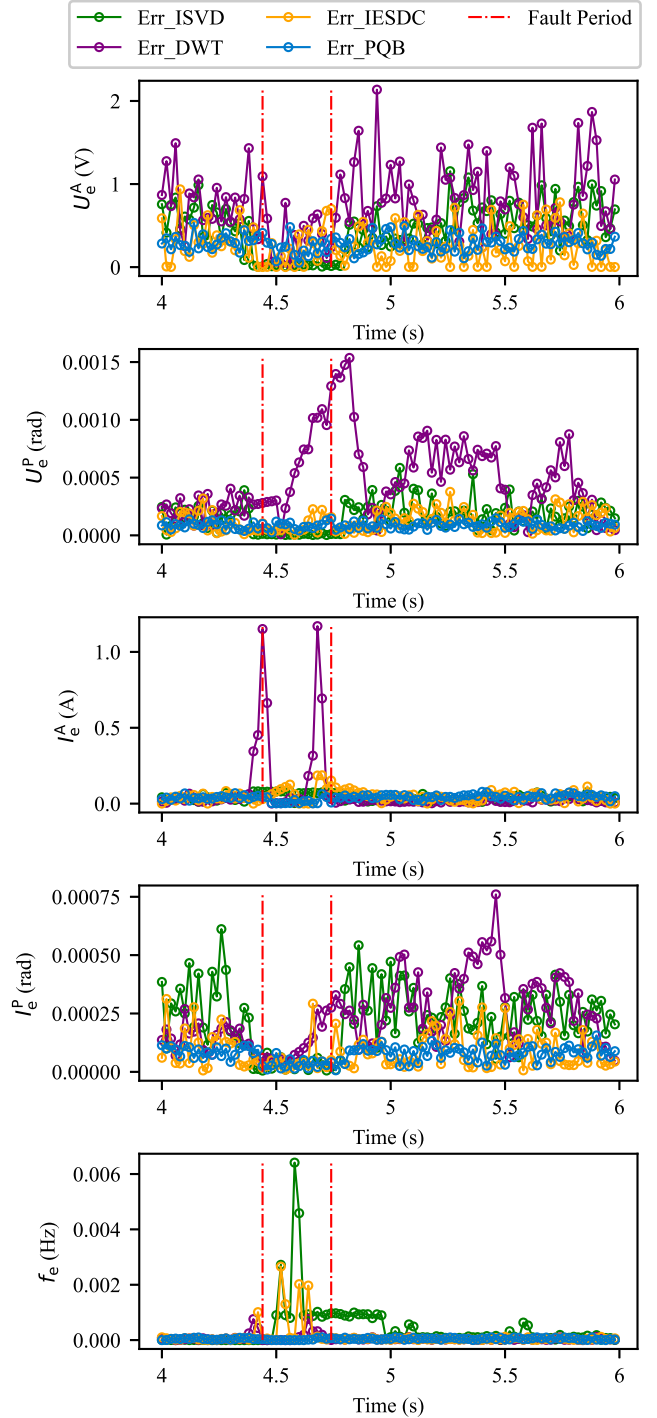 Err_ISVD Err_IESDC Fault Period
Err_DWT Err_PQB
U_e^A (V)
2
1
0
4 4.5 5 5.5 6
Time (s)
U_e^P (rad)
0.0015
0.0010
0.0005
0.0000
4 4.5 5 5.5 6
Time (s)
I_e^A (A)
1.0
0.5
0.0
4 4.5 5 5.5 6
Time (s)
I_e^P (rad)
0.00075
0.00050
0.00025
0.00000
4 4.5 5 5.5 6
Time (s)
f_e (Hz)
0.006
0.004
0.002
0.000
4 4.5 5 5.5 6
Time (s)